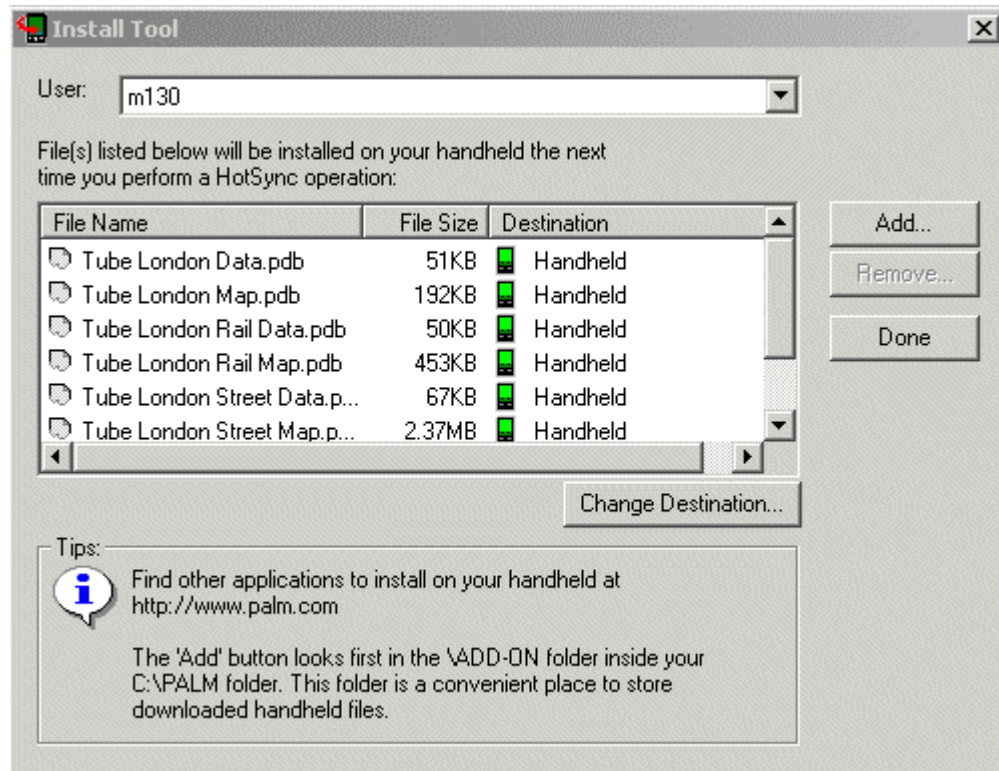 Install Tool
User: m130
File(s) listed below will be installed on your handheld the next
time you perform a HotSync operation:
File Name File Size Destination
Tube London Data.pdb 51KB Handheld
Tube London Map.pdb 192KB Handheld
Tube London Rail Data.pdb 50KB Handheld
Tube London Rail Map.pdb 453KB Handheld
Tube London Street Data.p... 67KB Handheld
Tube London Street Map.p... 2.37MB Handheld
Add...
Remove...
Done
Change Destination...
Tips:
Find other applications to install on your handheld at
http://www.palm.com
The 'Add' button looks first in the \ADD-ON folder inside your
C:\PALM folder. This folder is a convenient place to store
downloaded handheld files.